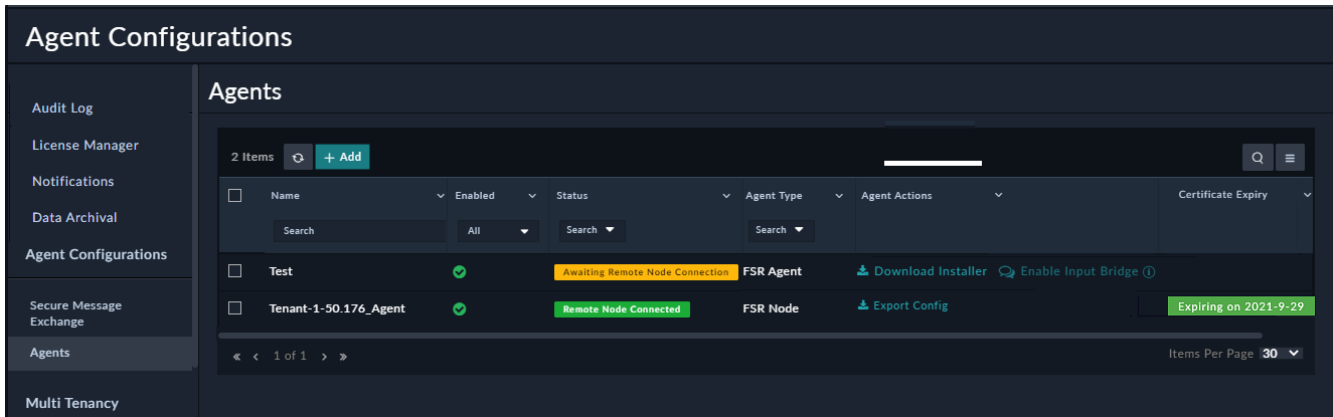 Agent Configurations
Audit Log
License Manager
Notifications
Data Archival
Agent Configurations
Secure Message
Exchange
Agents
Multi Tenancy
Agents
2 Items + Add
Name Enabled Status Agent Type Agent Actions Certificate Expiry
Search All Search Search
Test Awaiting Remote Node Connection FSR Agent Download Installer Enable Input Bridge
Tenant-1-50.176_Agent Remote Node Connected FSR Node Export Config Expiring on 2021-9-29
« < 1 of 1 > » Items Per Page 30